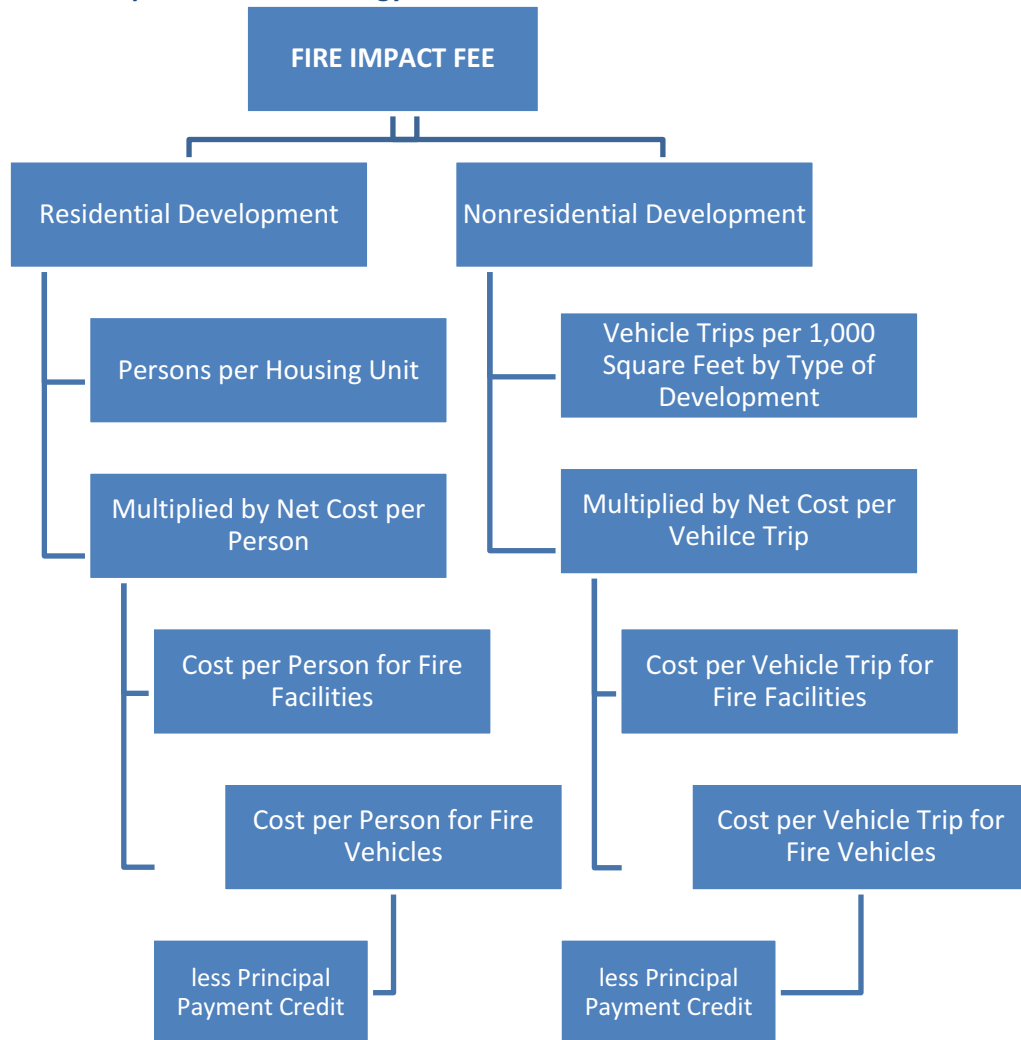 FIRE IMPACT FEE
Residential Development
Nonresidential Development
Persons per Housing Unit
Vehicle Trips per 1,000
Square Feet by Type of
Development
Multiplied by Net Cost per
Person
Multiplied by Net Cost per
Vehilce Trip
Cost per Person for Fire
Facilities
Cost per Vehicle Trip for
Fire Facilities
Cost per Person for Fire
Vehicles
Cost per Vehicle Trip for
Fire Vehicles
less Principal
Payment Credit
less Principal
Payment Credit